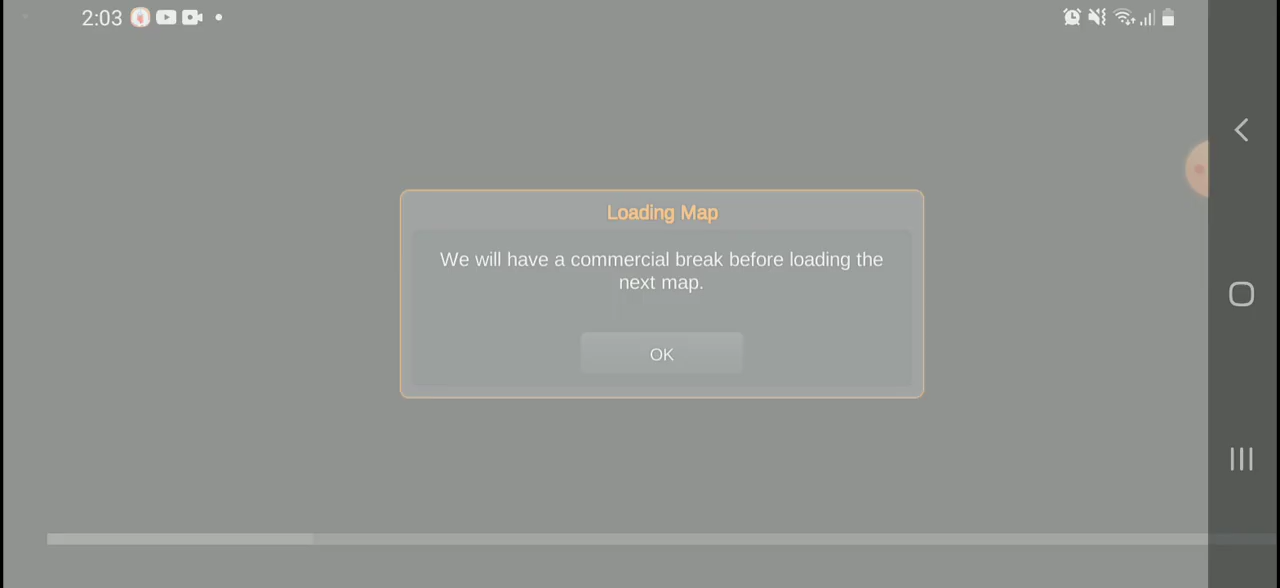 2:03
Loading Map
We will have a commercial break before loading the
next map.
OK